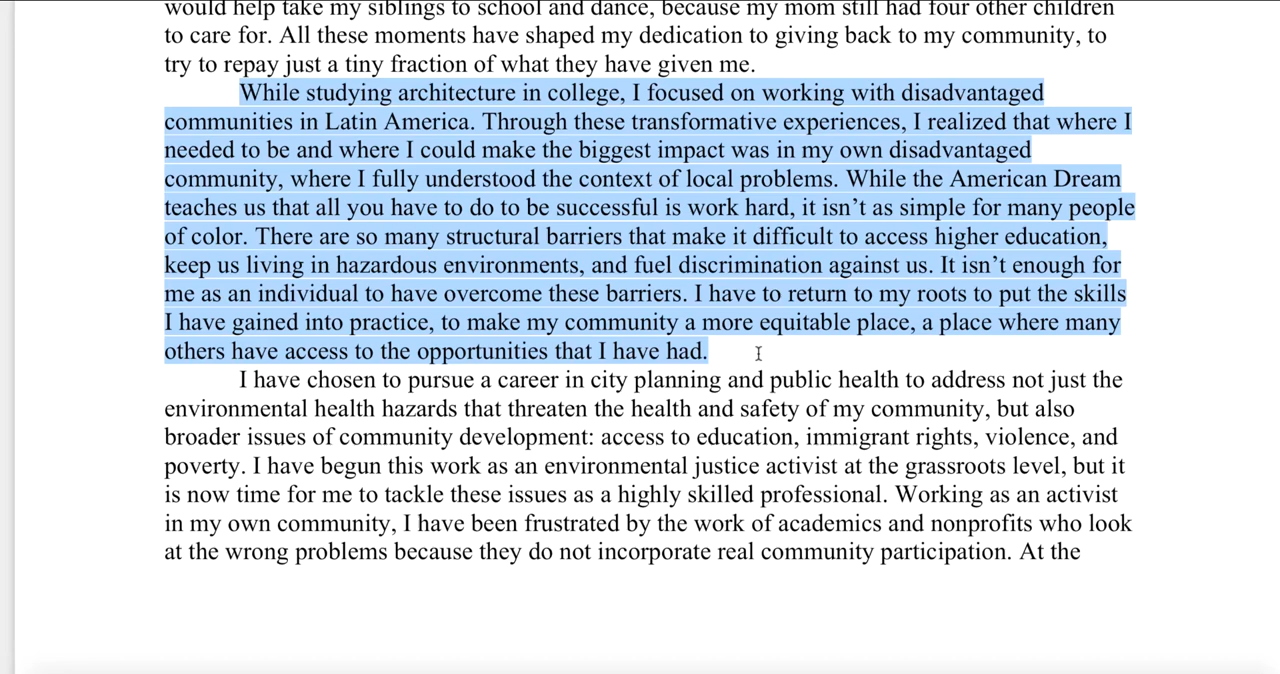 would help take my siblings to school and dance, because my mom still had four other children
to care for. All these moments have shaped my dedication to giving back to my community, to
try to repay just a tiny fraction of what they have given me.
While studying architecture in college, I focused on working with disadvantaged
communities in Latin America. Through these transformative experiences, I realized that where I
needed to be and where I could make the biggest impact was in my own disadvantaged
community, where I fully understood the context of local problems. While the American Dream
teaches us that all you have to do to be successful is work hard, it isn’t as simple for many people
of color. There are so many structural barriers that make it difficult to access higher education,
keep us living in hazardous environments, and fuel discrimination against us. It isn’t enough for
me as an individual to have overcome these barriers. I have to return to my roots to put the skills
I have gained into practice, to make my community a more equitable place, a place where many
others have access to the opportunities that I have had.
I have chosen to pursue a career in city planning and public health to address not just the
environmental health hazards that threaten the health and safety of my community, but also
broader issues of community development: access to education, immigrant rights, violence, and
poverty. I have begun this work as an environmental justice activist at the grassroots level, but it
is now time for me to tackle these issues as a highly skilled professional. Working as an activist
in my own community, I have been frustrated by the work of academics and nonprofits who look
at the wrong problems because they do not incorporate real community participation. At the